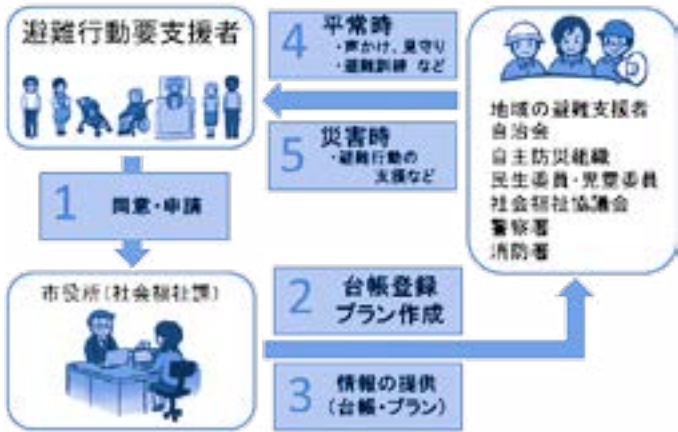 避難行動要支援者
4 平常時
・声かけ、見守り
・避難訓練 など
5 災害時
・避難行動の
支援など
地域の避難支援者
自治会
自主防災組織
民生委員・児童委員
社会福祉協議会
警察署
消防署
1 同意・申請
市役所(社会福祉課)
2 台帳登録
プラン作成
3 情報の提供
(台帳・プラン)